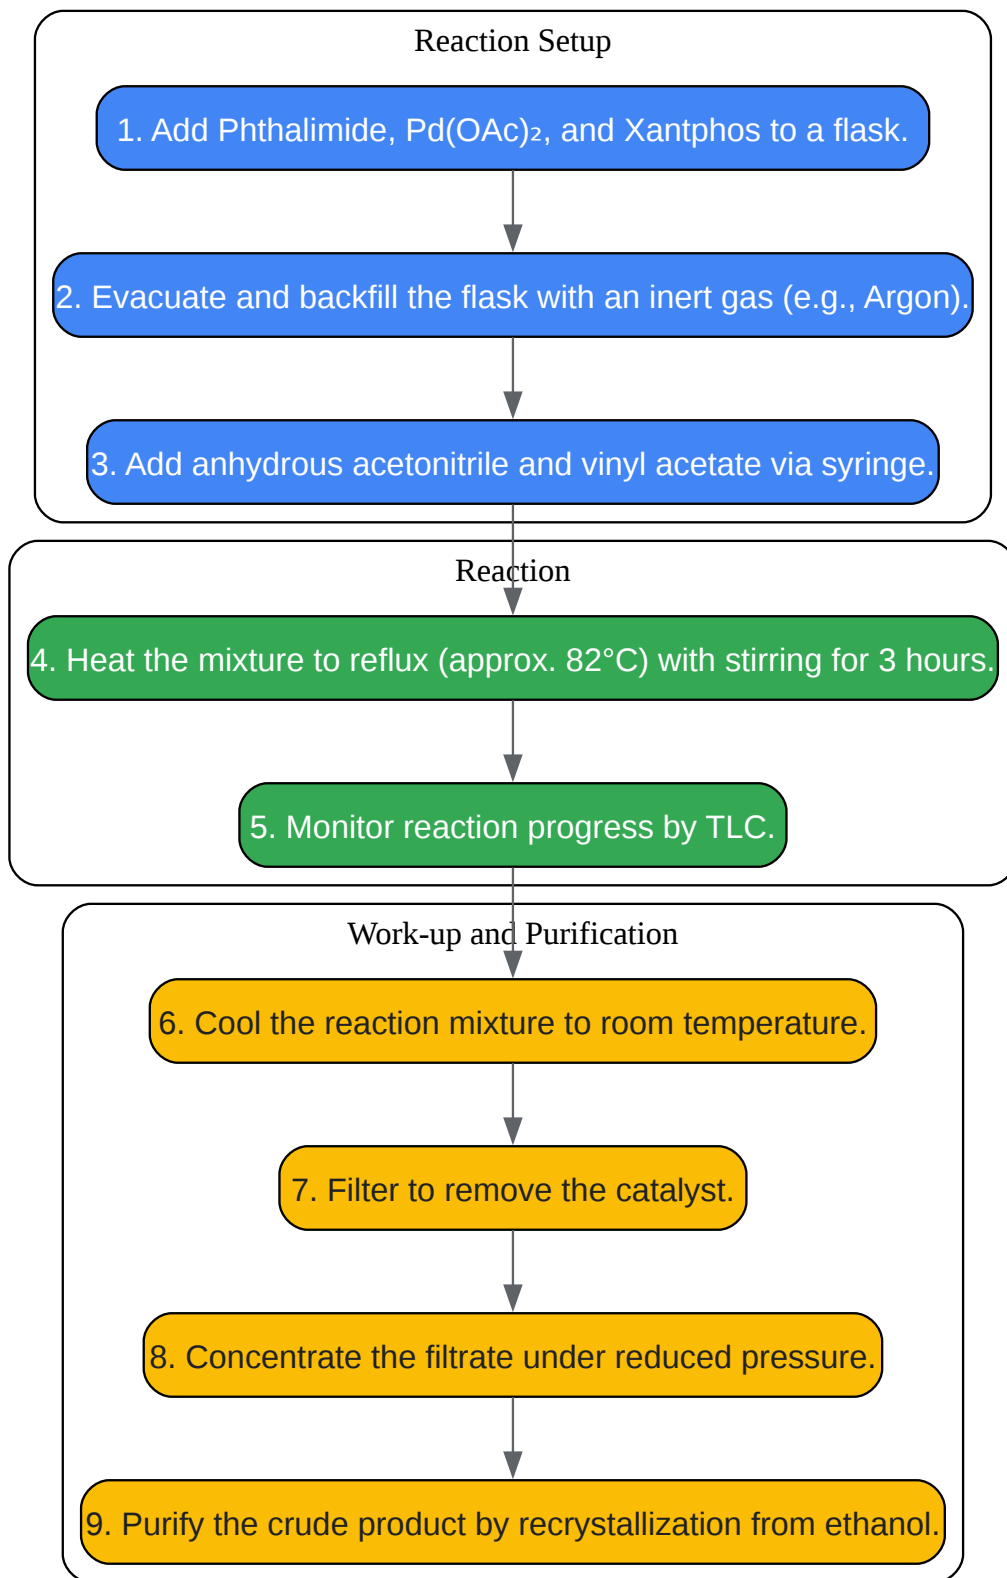 Reaction Setup
1. Add Phthalimide, Pd(OAc)₂, and Xantphos to a flask.
2. Evacuate and backfill the flask with an inert gas (e.g., Argon).
3. Add anhydrous acetonitrile and vinyl acetate via syringe.
Reaction
4. Heat the mixture to reflux (approx. 82°C) with stirring for 3 hours.
5. Monitor reaction progress by TLC.
Work-up and Purification
6. Cool the reaction mixture to room temperature.
7. Filter to remove the catalyst.
8. Concentrate the filtrate under reduced pressure.
9. Purify the crude product by recrystallization from ethanol.